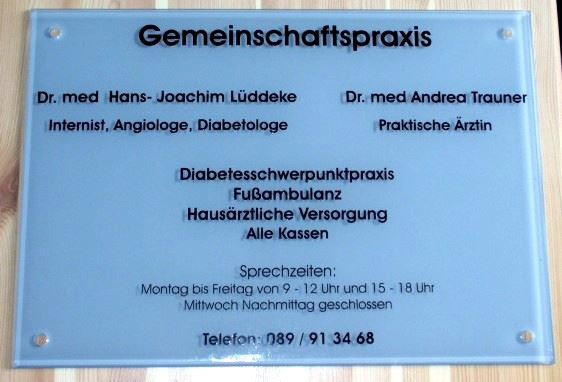 Gemeinschaftspraxis
Dr. med Hans- Joachim Lüddeke Dr. med Andrea Trauner
Internist, Angiologe, Diabetologe Praktische Ärztin
Diabetesschwerpunktpraxis
Fußambulanz
Hausärztliche Versorgung
Alle Kassen
Sprechzeiten:
Montag bis Freitag von 9 - 12 Uhr und 15 - 18 Uhr
Mittwoch Nachmittag geschlossen
Telefon: 089 / 91 34 68